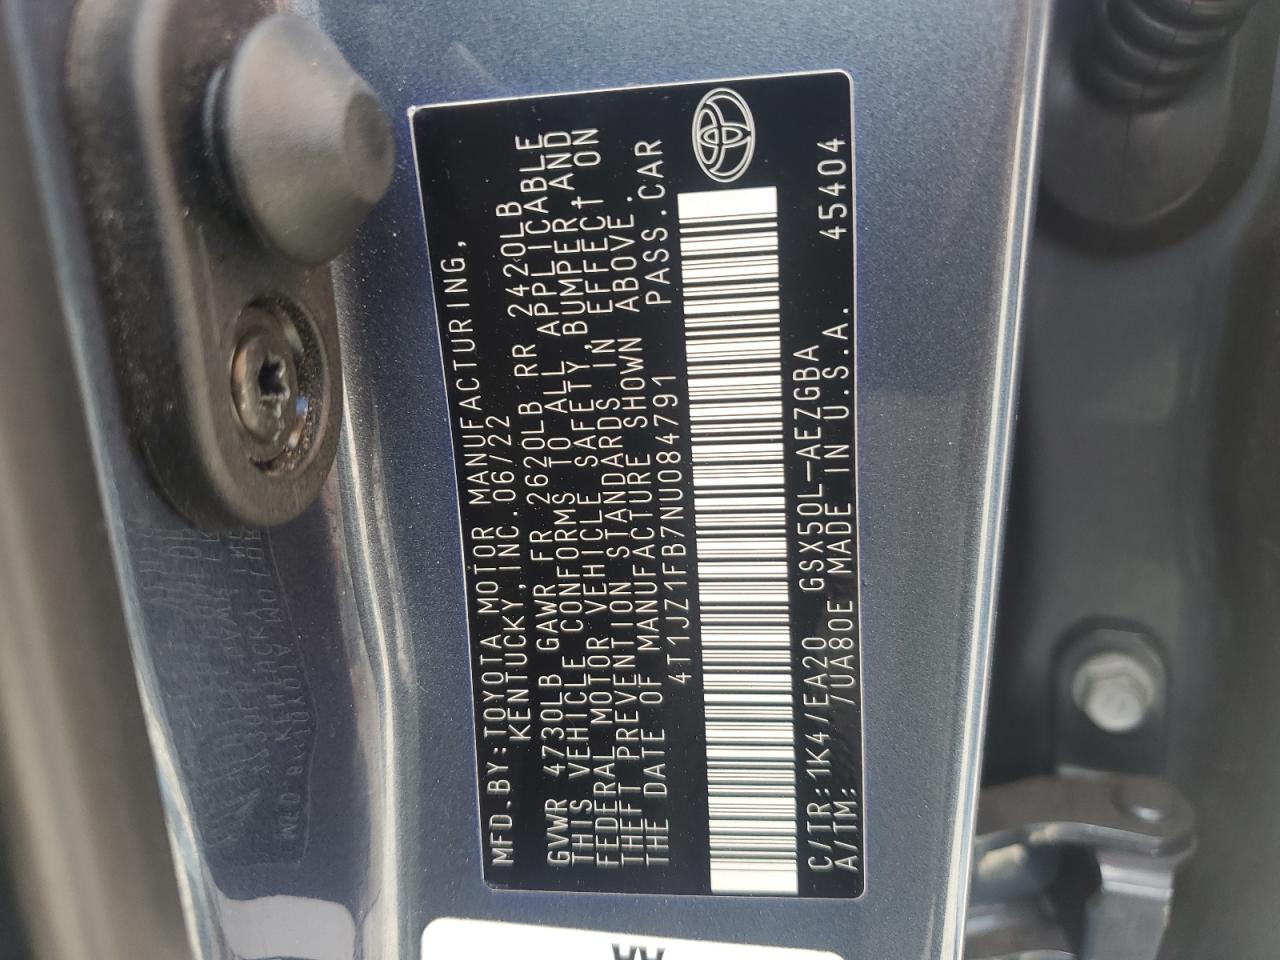 MFD.BY:TOYOTA MOTOR MANUFACTURING,
KENTUCKY,INC. 06/22
GVWR 4730LB GAWR FR 2620LB RR 2420LB
THIS VEHICLE CONFORMS TO ALL APPLICABLE
FEDERAL MOTOR VEHICLE SAFETY,BUMPER,AND
THEFT PREVENTION STANDARDS IN EFFECT ON
THE DATE OF MANUFACTURE SHOWN ABOVE.
4T1JZ1FB7NU084791 PASS.CAR
C/TR:1K4/EA20 GSX50L-AEZGBA 45404
A/TM: /UA80E MADE IN U.S.A.